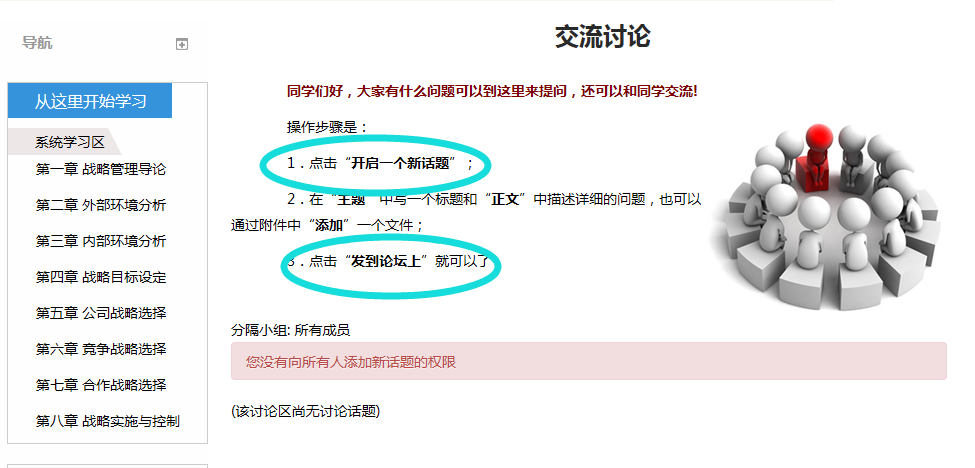 导航
从这里开始学习
系统学习区
第一章 战略管理导论
第二章 外部环境分析
第三章 内部环境分析
第四章 战略目标设定
第五章 公司战略选择
第六章 竞争战略选择
第七章 合作战略选择
第八章 战略实施与控制
交流讨论
同学们好，大家有什么问题可以到这里来提问，还可以和同学交流!
操作步骤是：
1．点击“开启一个新话题”；
2．在“主题”中写一个标题和“正文”中描述详细的问题，也可以
通过附件中“添加”一个文件；
3．点击“发到论坛上”就可以了
分隔小组: 所有成员
您没有向所有人添加新话题的权限
(该讨论区尚无讨论话题)